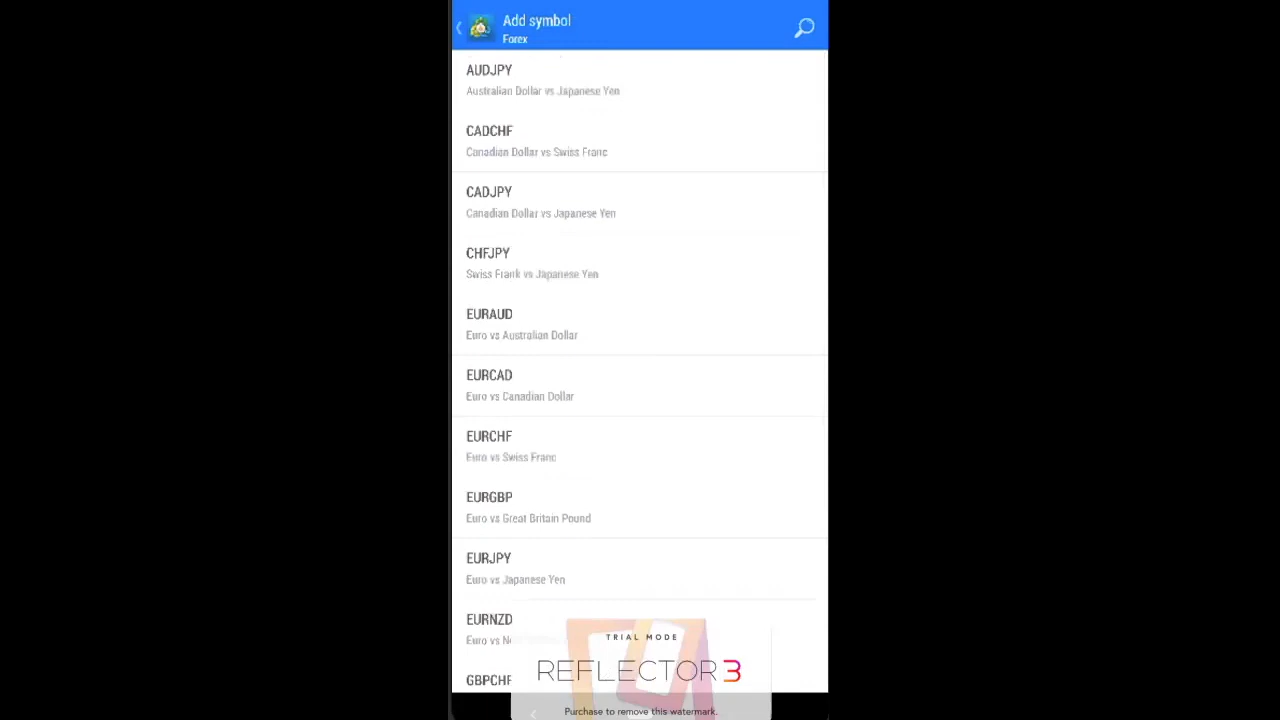 Add symbol
Forex
AUDJPY
Australian Dollar vs Japanese Yen
CADCHF
Canadian Dollar vs Swiss Franc
CADJPY
Canadian Dollar vs Japanese Yen
CHFJPY
Swiss Frank vs Japanese Yen
EURAUD
Euro vs Australian Dollar
EURCAD
Euro vs Canadian Dollar
EURCHF
Euro vs Swiss Franc
EURGBP
Euro vs Great Britain Pound
EURJPY
Euro vs Japanese Yen
EURNZD
Euro vs
TRIAL MODE
REFLECTOR 3
GBPCHF
Purchase to remove this watermark.